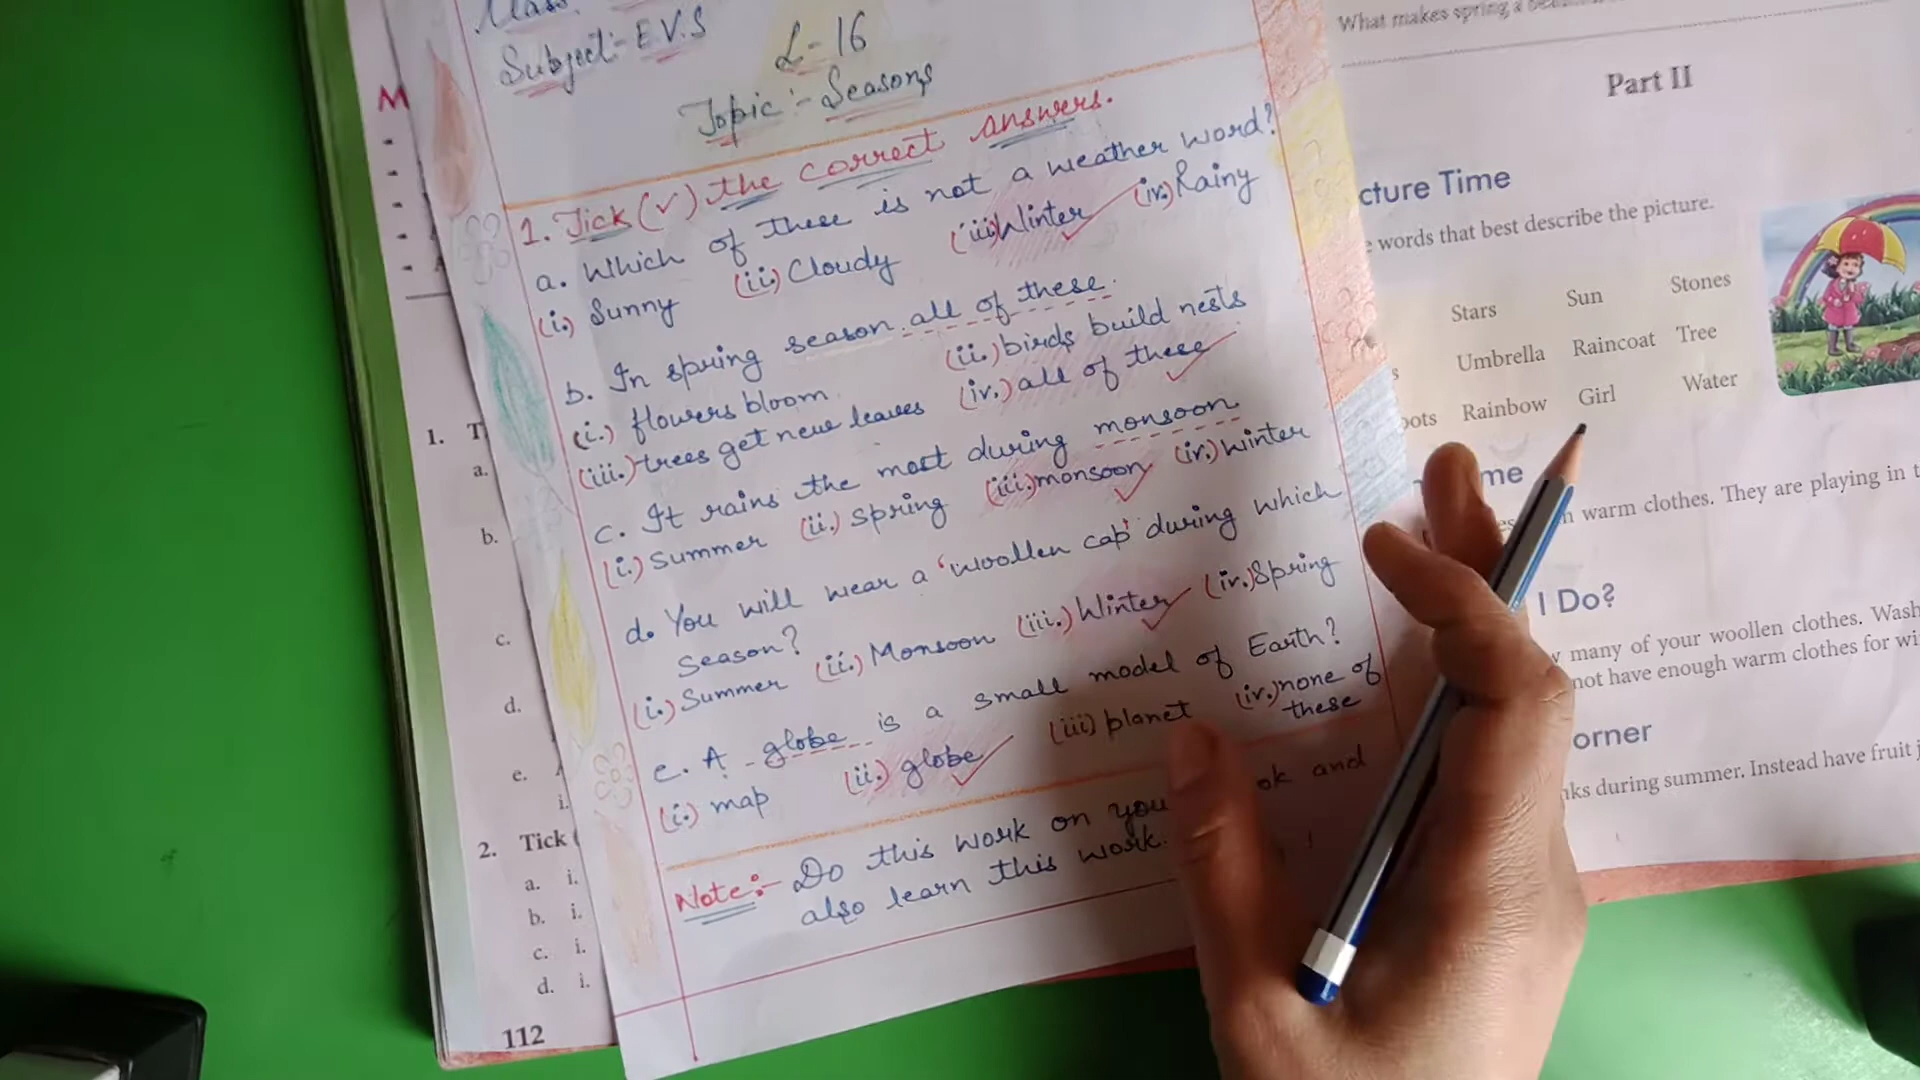 Class:
Subject:- E.V.S
L-16
Topic:- Seasons
1. Tick (√) the correct answers.
a. Which of these is not a weather word?
(i.) Sunny (ii.) Cloudy (iii) Winter (iv.) Rainy
b. In spring season all of these.
(i.) flowers bloom (ii.) birds build nests
(iii.) trees get new leaves (iv.) all of these
c. It rains the most during monsoon
(i.) Summer (ii.) Spring (iii.) monsoon (iv.) Winter
d. You will wear a 'woollen cap' during which
season?
(i.) Summer (ii.) Monsoon (iii.) Winter (iv.) Spring
e. A globe is a small model of Earth?
(i.) map (ii.) globe (iii) planet (iv.) none of
these
Note:- Do this work on you
ok and
also learn this work.
M
1. T
a.
b.
c.
d.
e.
i.
2. Tick (
a. i.
b. i.
c. i.
d. i.
112
What makes spring a
Part II
cture Time
words that best describe the picture.
Stars Sun Stones
s Umbrella Raincoat Tree
oots Rainbow Girl Water
me
warm clothes. They are playing in t
I Do?
many of your woollen clothes. Wash
not have enough warm clothes for wi
orner
nks during summer. Instead have fruit j